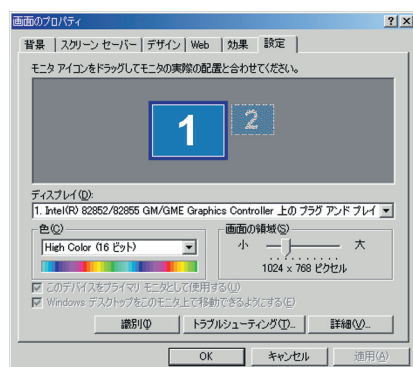 画面のプロパティ
背景 スクリーン セーバー デザイン Web 効果 設定
モニタ アイコンをドラッグしてモニタの実際の配置と合わせてください。
1 2
ディスプレイ(D):
1. Intel(R) 82852/82855 GM/GME Graphics Controller 上の プラグ アンド プレイ
色(C) 画面の領域(S)
High Color (16 ビット) 小 大
1024 x 768 ピクセル
このデバイスをプライマリ モニタとして使用する(U)
Windows デスクトップをこのモニタ上で移動できるようにする(E)
識別(I) トラブルシューティング(T)... 詳細(V)...
OK キャンセル 適用(A)